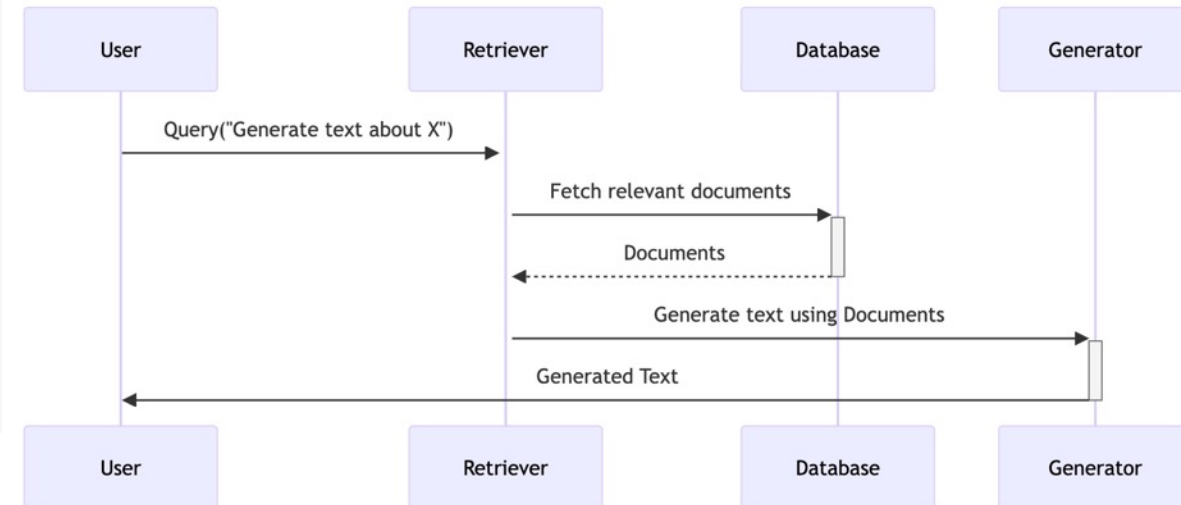 User Retriever Database Generator
Query("Generate text about X")
Fetch relevant documents
Documents
Generate text using Documents
Generated Text
User Retriever Database Generator